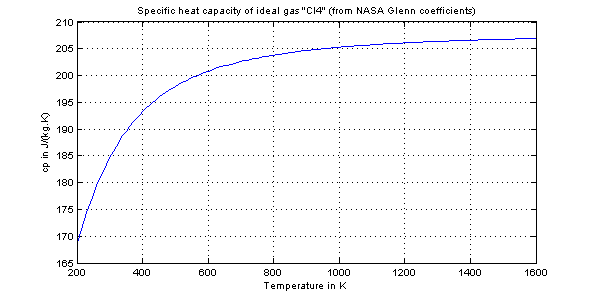 Specific heat capacity of ideal gas "CI4" (from NASA Glenn coefficients)
210
205
200
195
190
185
180
175
170
165
cp in J/(kg.K)
200 400 600 800 1000 1200 1400 1600
Temperature in K